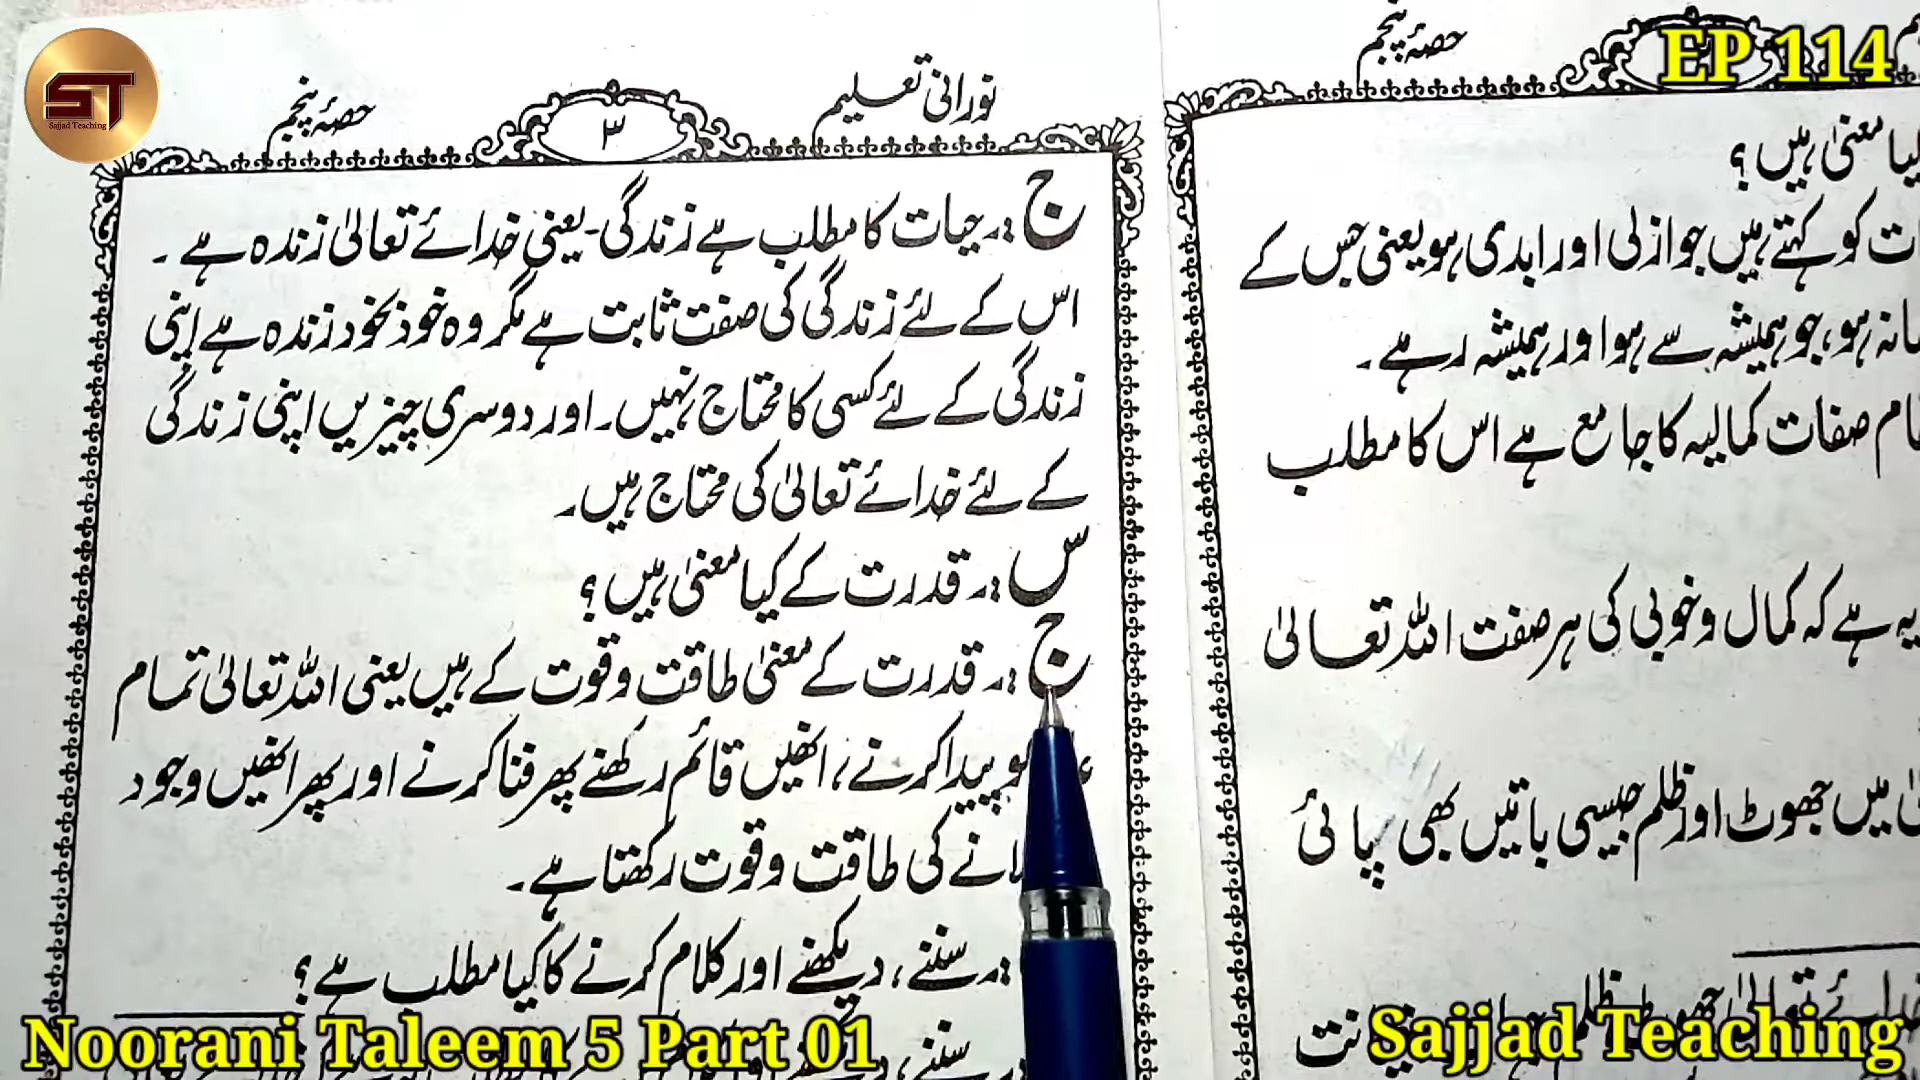 ST
Sajjad Teaching
EP 114
نورانی تعلیم
۳
حصۂ پنجم
ج :۔ حیات کا مطلب ہے زندگی۔ یعنی خدائے تعالیٰ زندہ ہے ۔
اس کے لئے زندگی کی صفت ثابت ہے مگر وہ خود بخود زندہ ہے اپنی
زندگی کے لئے کسی کا محتاج نہیں۔ اور دوسری چیزیں اپنی زندگی
کے لئے خدائے تعالیٰ کی محتاج ہیں۔
س :۔ قدرت کے کیا معنیٰ ہیں ؟
ج :۔ قدرت کے معنیٰ طاقت و قوت کے ہیں یعنی اللہ تعالیٰ تمام
پیدا کرنے ، انھیں قائم رکھنے پھر فنا کرنے اور پھر انھیں وجود
لانے کی طاقت و قوت رکھتا ہے ۔
:۔ سننے ، دیکھنے اور کلام کرنے کا کیا مطلب ہے ؟
سننے ،
حصۂ پنجم
کیا معنیٰ ہیں ؟
ات کو کہتے ہیں جو ازلی اور ابدی ہو یعنی جس کے
نہ ہو ، جو ہمیشہ سے ہو اور ہمیشہ رہے ۔
صفات کمالیہ کا جامع ہے اس کا مطلب
یہ ہے کہ کمال و خوبی کی ہر صفت اللہ تعالیٰ
میں جھوٹ اور ظلم جیسی باتیں بھی پائی
Noorani Taleem 5 Part 01
Sajjad Teaching